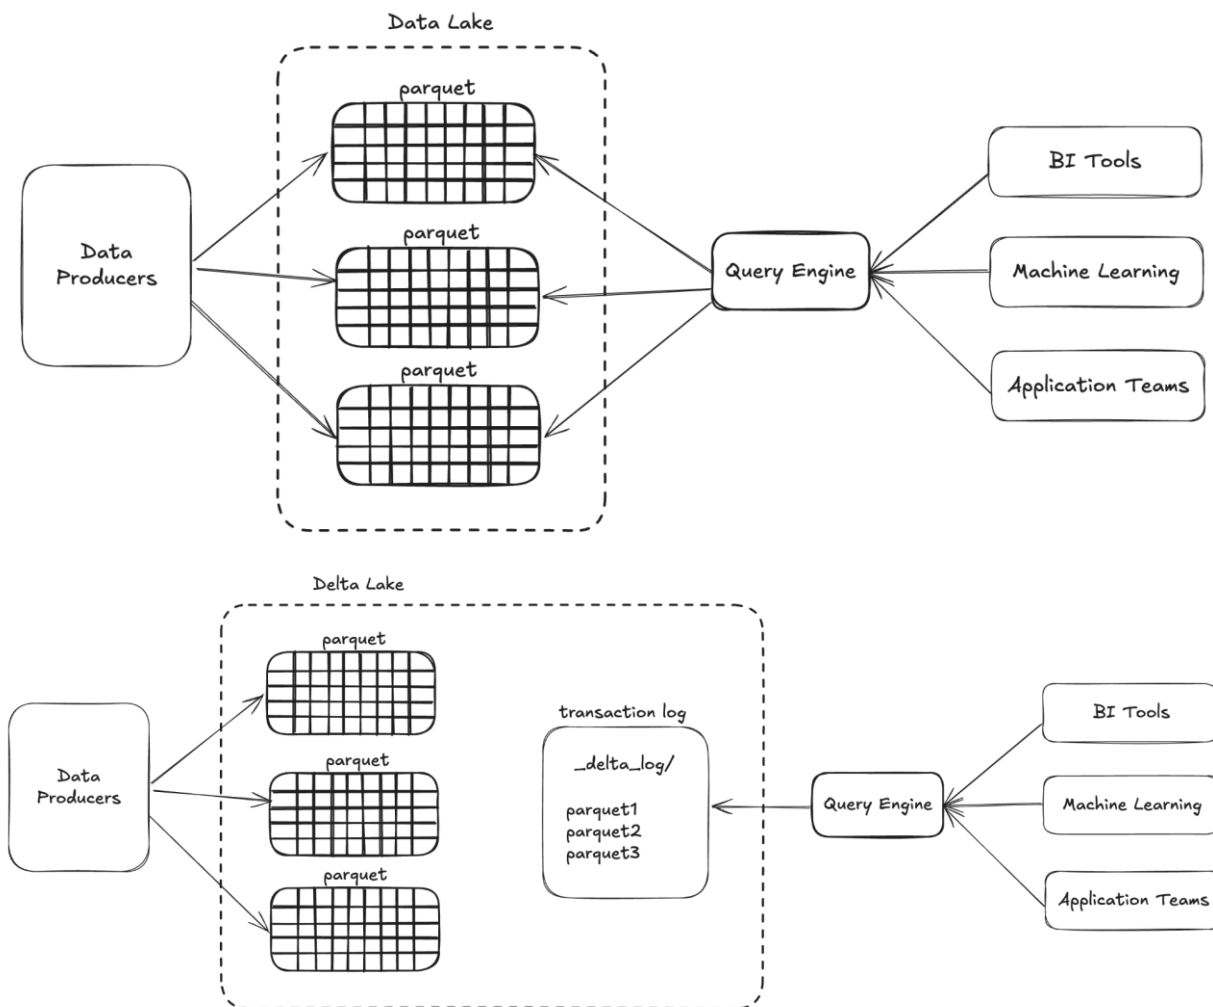 Data Lake
parquet
parquet
parquet
Data
Producers
Query Engine
BI Tools
Machine Learning
Application Teams
Delta Lake
parquet
parquet
parquet
Data
Producers
transaction log
_delta_log/
parquet1
parquet2
parquet3
Query Engine
BI Tools
Machine Learning
Application Teams